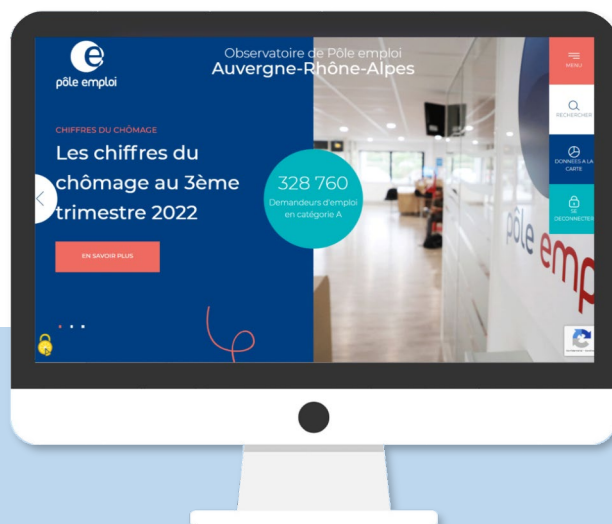 pôle emploi
Observatoire de Pôle emploi
Auvergne-Rhône-Alpes
CHIFFRES DU CHÔMAGE
Les chiffres du
chômage au 3ème
trimestre 2022
EN SAVOIR PLUS
328 760
Demandeurs d'emploi
en catégorie A
MENU
RECHERCHER
DONNÉES A LA
CARTE
SE
DECONNECTER
pôle emp